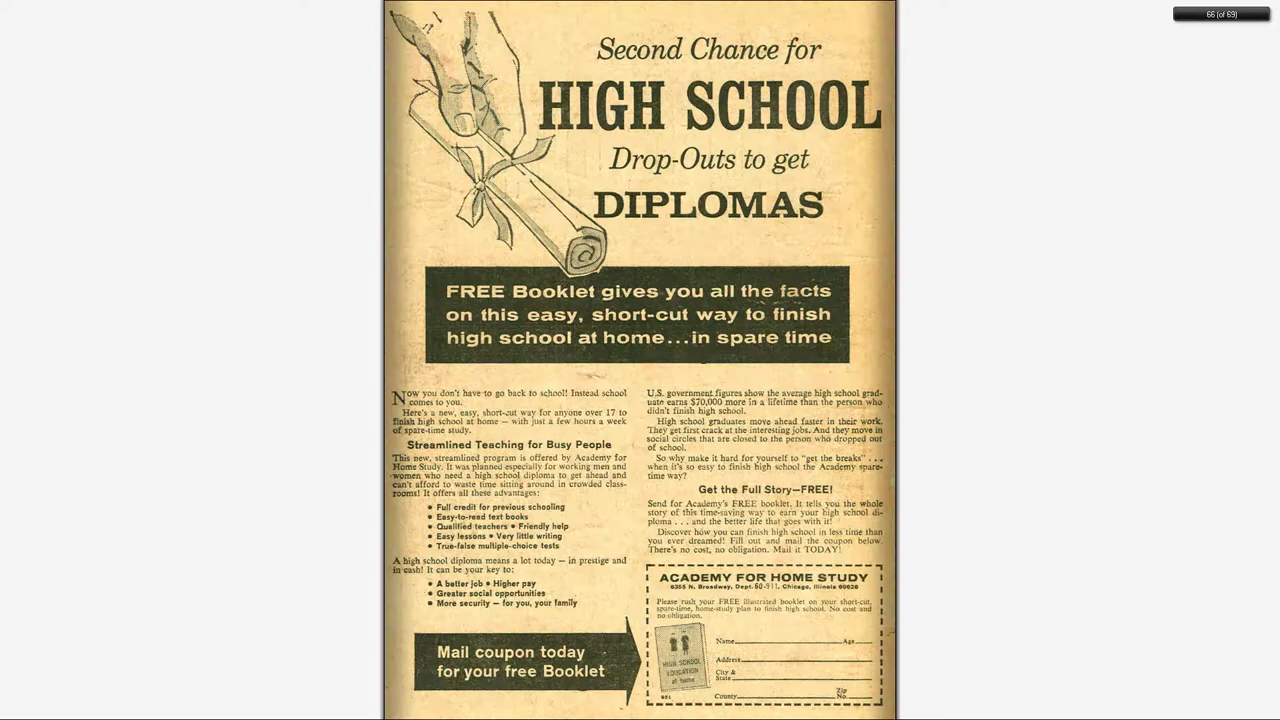 66 (of 69)
Second Chance for
HIGH SCHOOL
Drop-Outs to get
DIPLOMAS
FREE Booklet gives you all the facts
on this easy, short-cut way to finish
high school at home...in spare time
Now you don't have to go back to school! Instead school
comes to you.
Here's a new, easy, short-cut way for anyone over 17 to
finish high school at home — with just a few hours a week
of spare-time study.
Streamlined Teaching for Busy People
This new, streamlined program is offered by Academy for
Home Study. It was planned especially for working men and
women who need a high school diploma to get ahead and
can't afford to waste time sitting around in crowded class-
rooms! It offers all these advantages:
• Full credit for previous schooling
• Easy-to-read text books
• Qualified teachers • Friendly help
• Easy lessons • Very little writing
• True-false multiple-choice tests
A high school diploma means a lot today — in prestige and
in cash! It can be your key to:
• A better job • Higher pay
• Greater social opportunities
• More security — for you, your family
Mail coupon today
for your free Booklet
U.S. government figures show the average high school grad-
uate earns $70,000 more in a lifetime than the person who
didn't finish high school.
High school graduates move ahead faster in their work.
They get first crack at the interesting jobs. And they move in
social circles that are closed to the person who dropped out
of school.
So why make it hard for yourself to "get the breaks" . . .
when it's so easy to finish high school the Academy spare-
time way?
Get the Full Story—FREE!
Send for Academy's FREE booklet. It tells you the whole
story of this time-saving way to earn your high school di-
ploma . . . and the better life that goes with it!
Discover how you can finish high school in less time than
you ever dreamed! Fill out and mail the coupon below.
There's no cost, no obligation. Mail it TODAY!
ACADEMY FOR HOME STUDY
6355 N. Broadway, Dept. 60-911, Chicago, Illinois 60626
Please rush your FREE illustrated booklet on your short-cut,
spare-time, home-study plan to finish high school. No cost and
no obligation.
HIGH SCHOOL
EDUCATION
at home
Name Age
Address
City &
State
County Zip No.
951